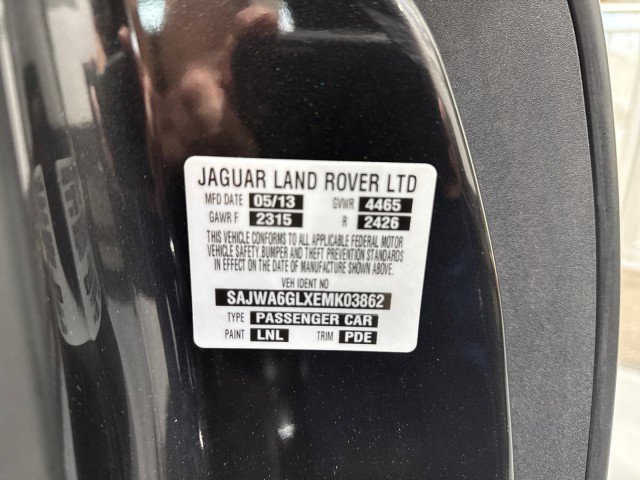 JAGUAR LAND ROVER LTD
MFD DATE 05/13 GVWR 4465
GAWR F 2315 R 2426
THIS VEHICLE CONFORMS TO ALL APPLICABLE FEDERAL MOTOR
VEHICLE SAFETY, BUMPER AND THEFT PREVENTION STANDARDS
IN EFFECT ON THE DATE OF MANUFACTURE SHOWN ABOVE.
VEH IDENT NO
SAJWA6GLXEMK03862
TYPE PASSENGER CAR
PAINT LNL TRIM PDE